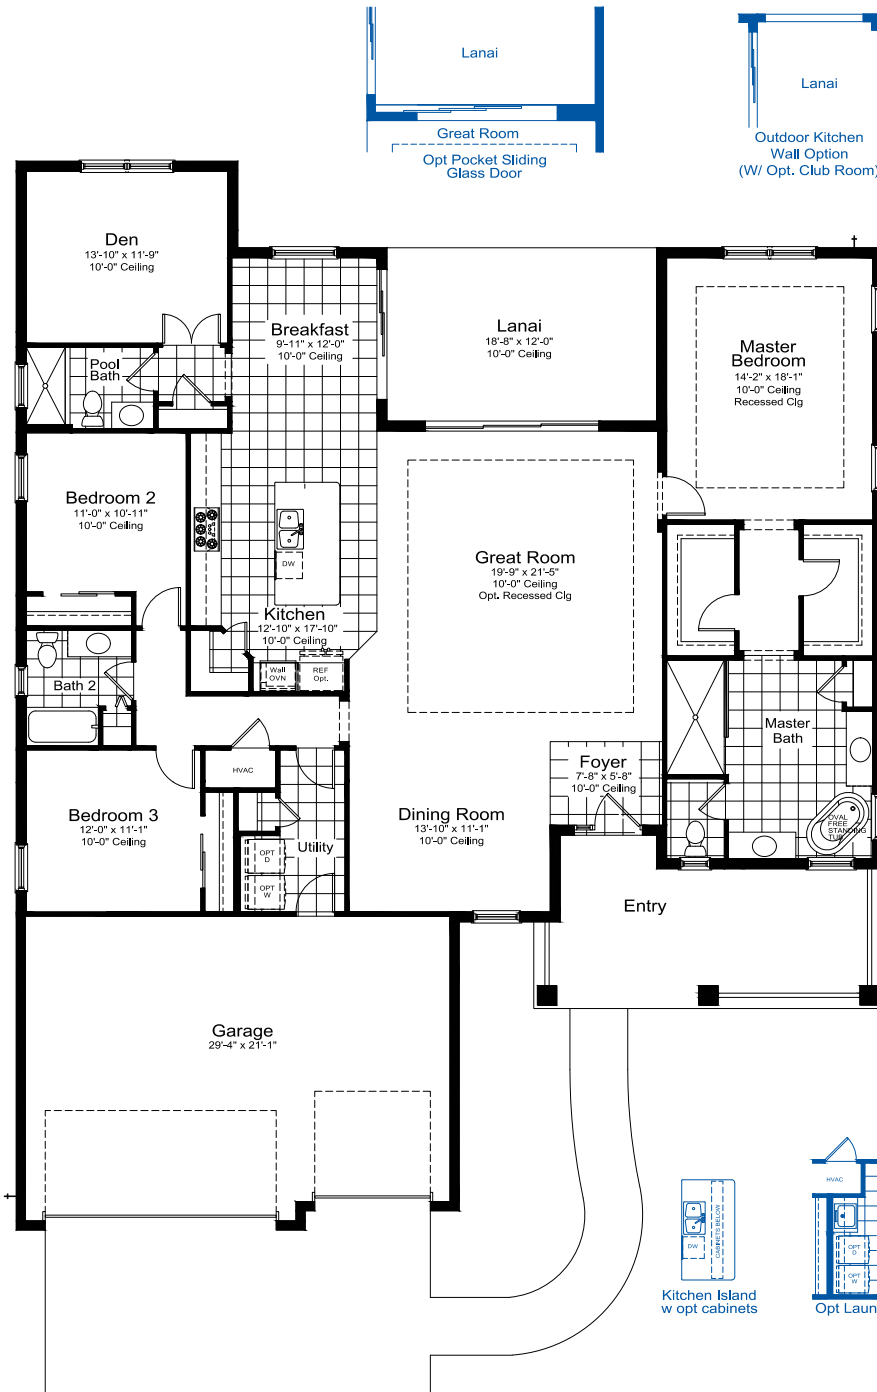 Lanai
Great Room
Opt Pocket Sliding
Glass Door
Lanai
Outdoor Kitchen
Wall Option
(W/ Opt. Club Room)
Den
13'-10" x 11'-9"
10'-0" Ceiling
Breakfast
9'-11" x 12'-0"
10'-0" Ceiling
Lanai
18'-8" x 12'-0"
10'-0" Ceiling
Master
Bedroom
14'-2" x 18'-1"
10'-0" Ceiling
Recessed Clg
Pool
Bath
Bedroom 2
11'-0" x 10'-11"
10'-0" Ceiling
DW
Great Room
19'-9" x 21'-5"
10'-0" Ceiling
Opt. Recessed Clg
Kitchen
12'-10" x 17'-10"
10'-0" Ceiling
Wall
OVN
REF
Opt.
Bath 2
Master
Bath
HVAC
Foyer
7'-8" x 5'-8"
10'-0" Ceiling
Bedroom 3
12'-0" x 11'-1"
10'-0" Ceiling
Dining Room
13'-10" x 11'-1"
10'-0" Ceiling
OVAL
FREE
STANDING
TUB
Utility
OPT
D
OPT
W
Entry
Garage
29'-4" x 21'-1"
DW
CABINETS BELOW
Kitchen Island
w opt cabinets
HVAC
OPT
D
OPT
W
Opt Laun